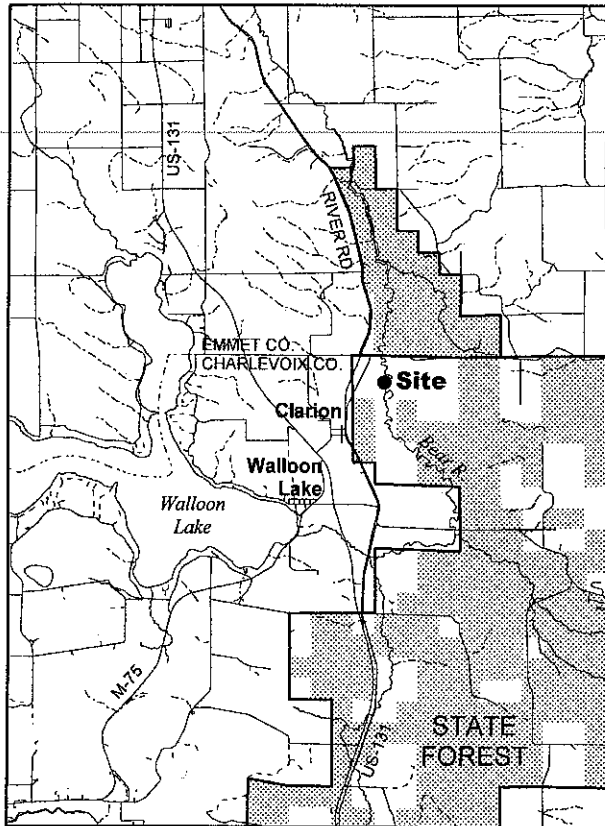 US-131
RIVER RD
EMMET CO.
CHARLEVOIX CO.
Site
Clarion
Bear R.
Walloon
Lake
Walloon
Lake
M-75
STATE
FOREST
US-131